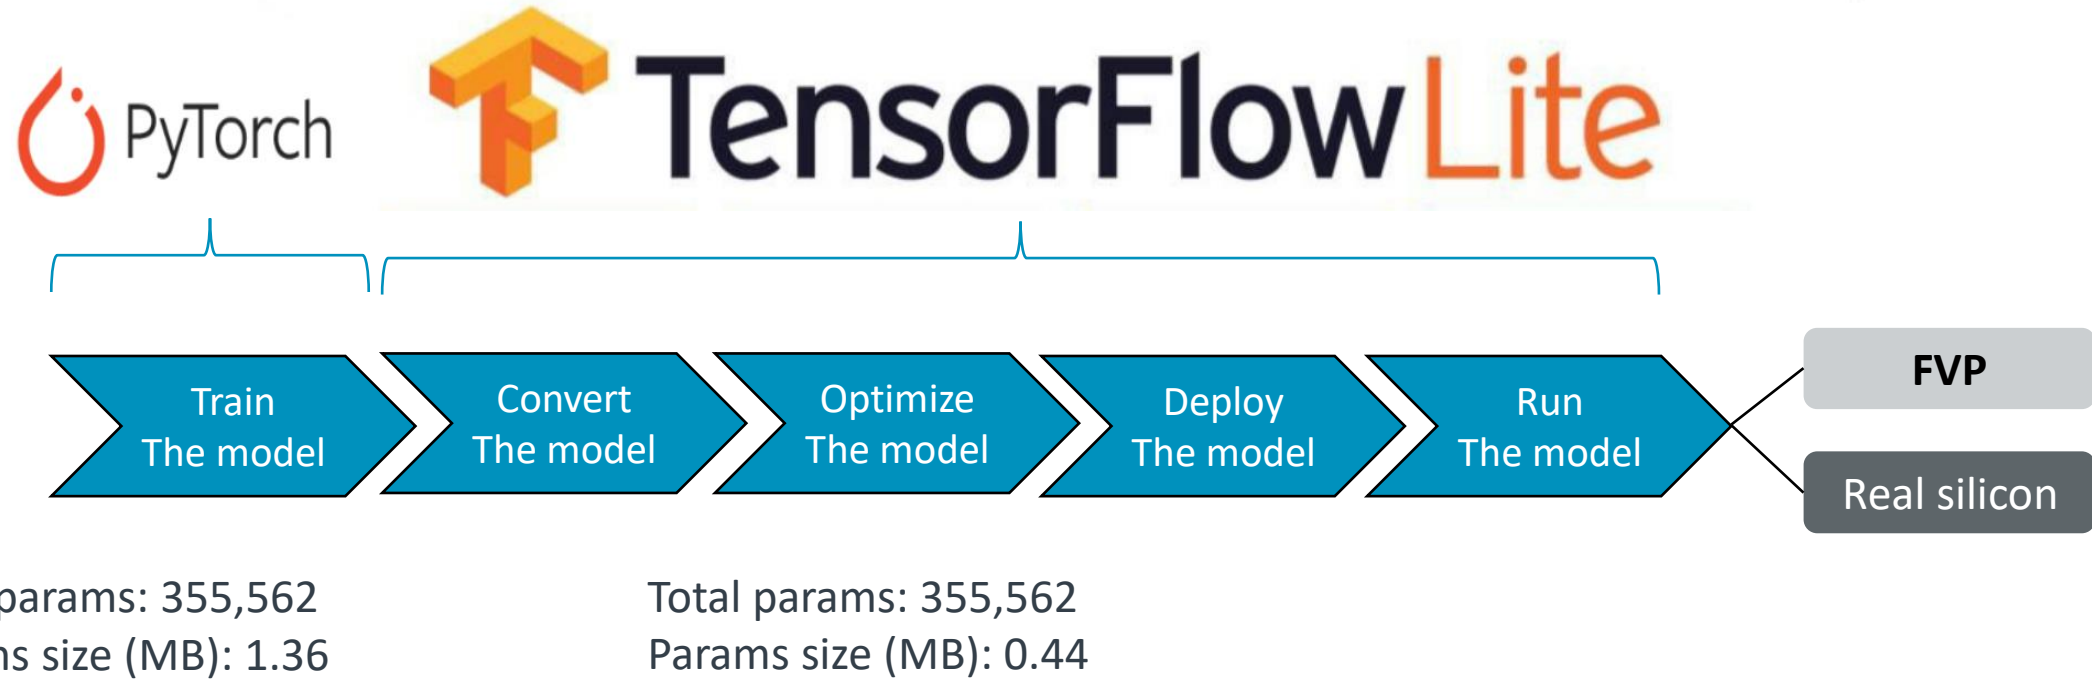 PyTorch
TensorFlow Lite
Train
The model
Convert
The model
Optimize
The model
Deploy
The model
Run
The model
FVP
Real silicon
params: 355,562
size (MB): 1.36
Total params: 355,562
Params size (MB): 0.44